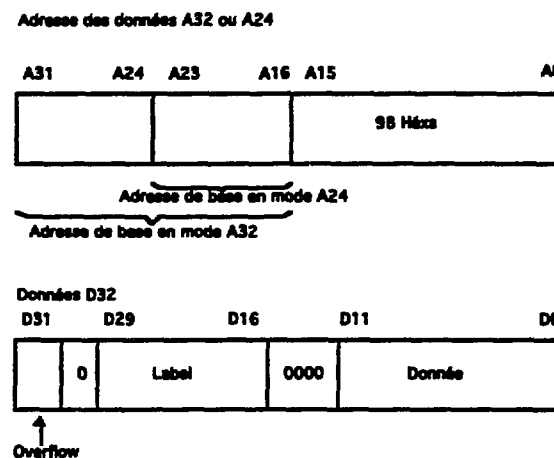 Adresse des données A32 ou A24
A31 A24 A23 A16 A15
98 Héxs
Adresse de base en mode A24
Adresse de base en mode A32
Données D32
D31 D29 D16 D11
0 Label 0000 Donnée
Overflow